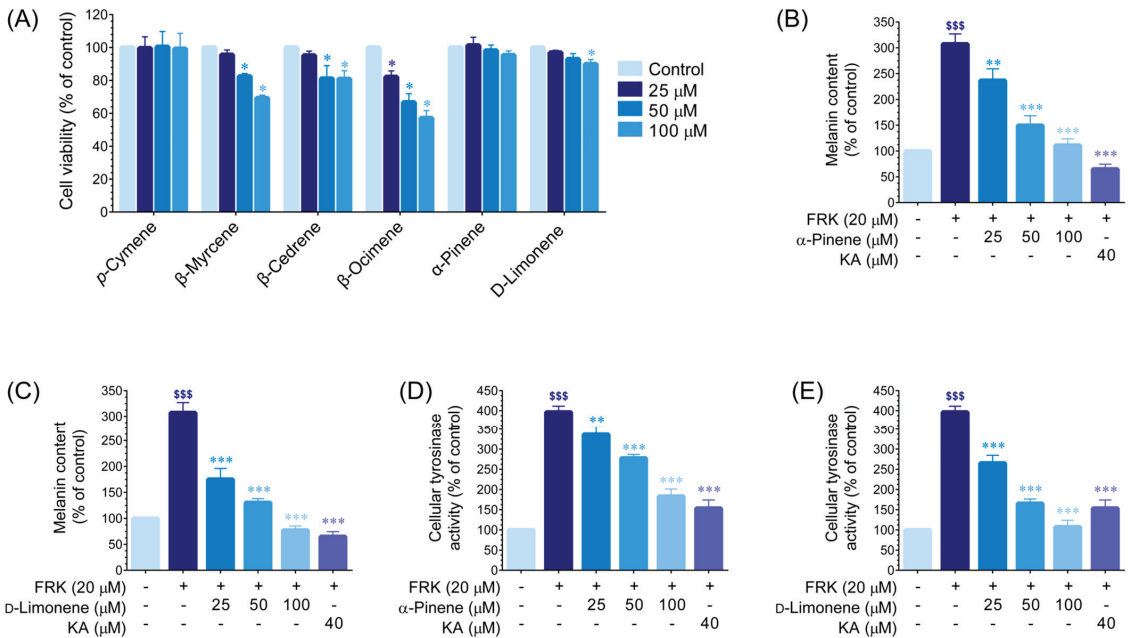 (A)
Cell viability (% of control)
120
100
80
60
40
20
0
*
*
*
*
*
*
*
*
p-Cymene
β-Myrcene
β-Cedrene
β-Ocimene
α-Pinene
D-Limonene
Control
25 μM
50 μM
100 μM
(B)
Melanin content
(% of control)
350
300
250
200
150
100
50
0
$$$
**
***
***
***
FRK (20 μM) - + + + + +
α-Pinene (μM) - - 25 50 100 -
KA (μM) - - - - - 40
(C)
Melanin content
(% of control)
350
300
250
200
150
100
50
0
$$$
***
***
***
***
FRK (20 μM) - + + + + +
D-Limonene (μM) - - 25 50 100 -
KA (μM) - - - - - 40
(D)
Cellular tyrosinase
activity (% of control)
450
400
350
300
250
200
150
100
50
0
$$$
**
***
***
***
FRK (20 μM) - + + + + +
α-Pinene (μM) - - 25 50 100 -
KA (μM) - - - - - 40
(E)
Cellular tyrosinase
activity (% of control)
450
400
350
300
250
200
150
100
50
0
$$$
***
***
***
***
FRK (20 μM) - + + + + +
D-Limonene (μM) - - 25 50 100 -
KA (μM) - - - - - 40